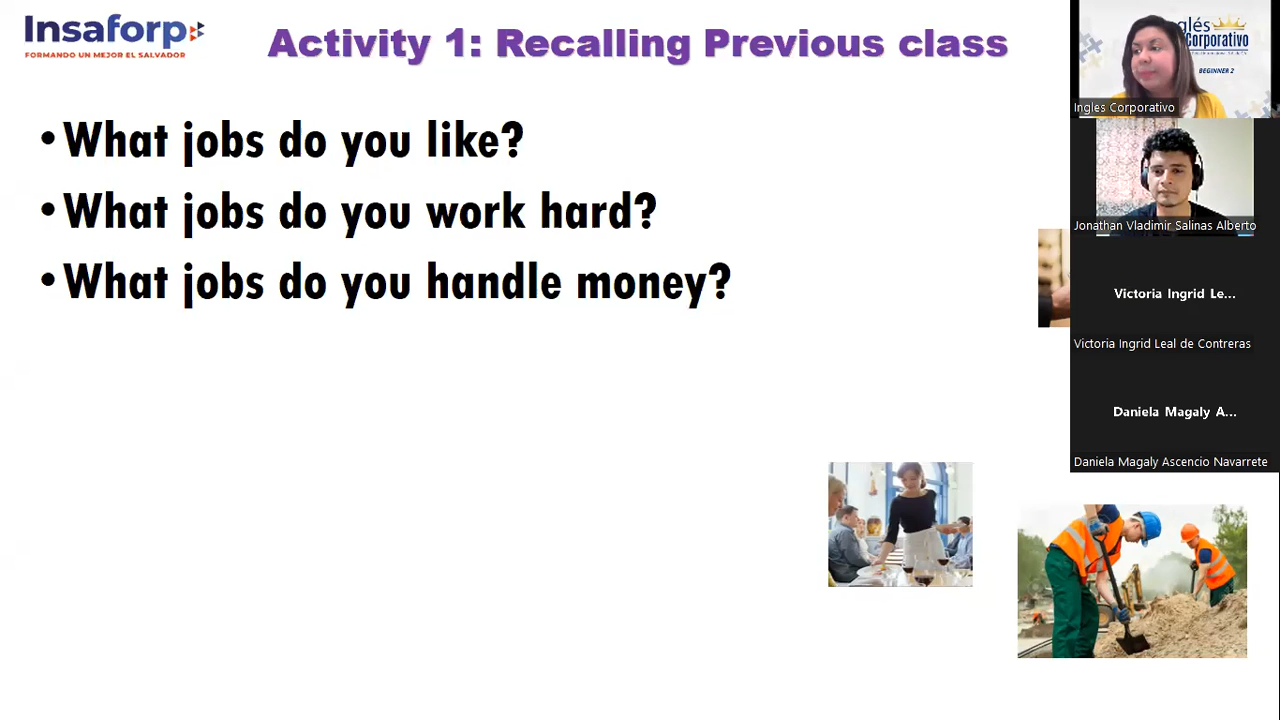 Insaforp
FORMANDO UN MEJOR EL SALVADOR
Activity 1: Recalling Previous class
•What jobs do you like?
•What jobs do you work hard?
•What jobs do you handle money?
Inglés
Corporativo
BEGINNER 2
Ingles Corporativo
Jonathan Vladimir Salinas Alberto
Victoria Ingrid Le...
Victoria Ingrid Leal de Contreras
Daniela Magaly A...
Daniela Magaly Ascencio Navarrete